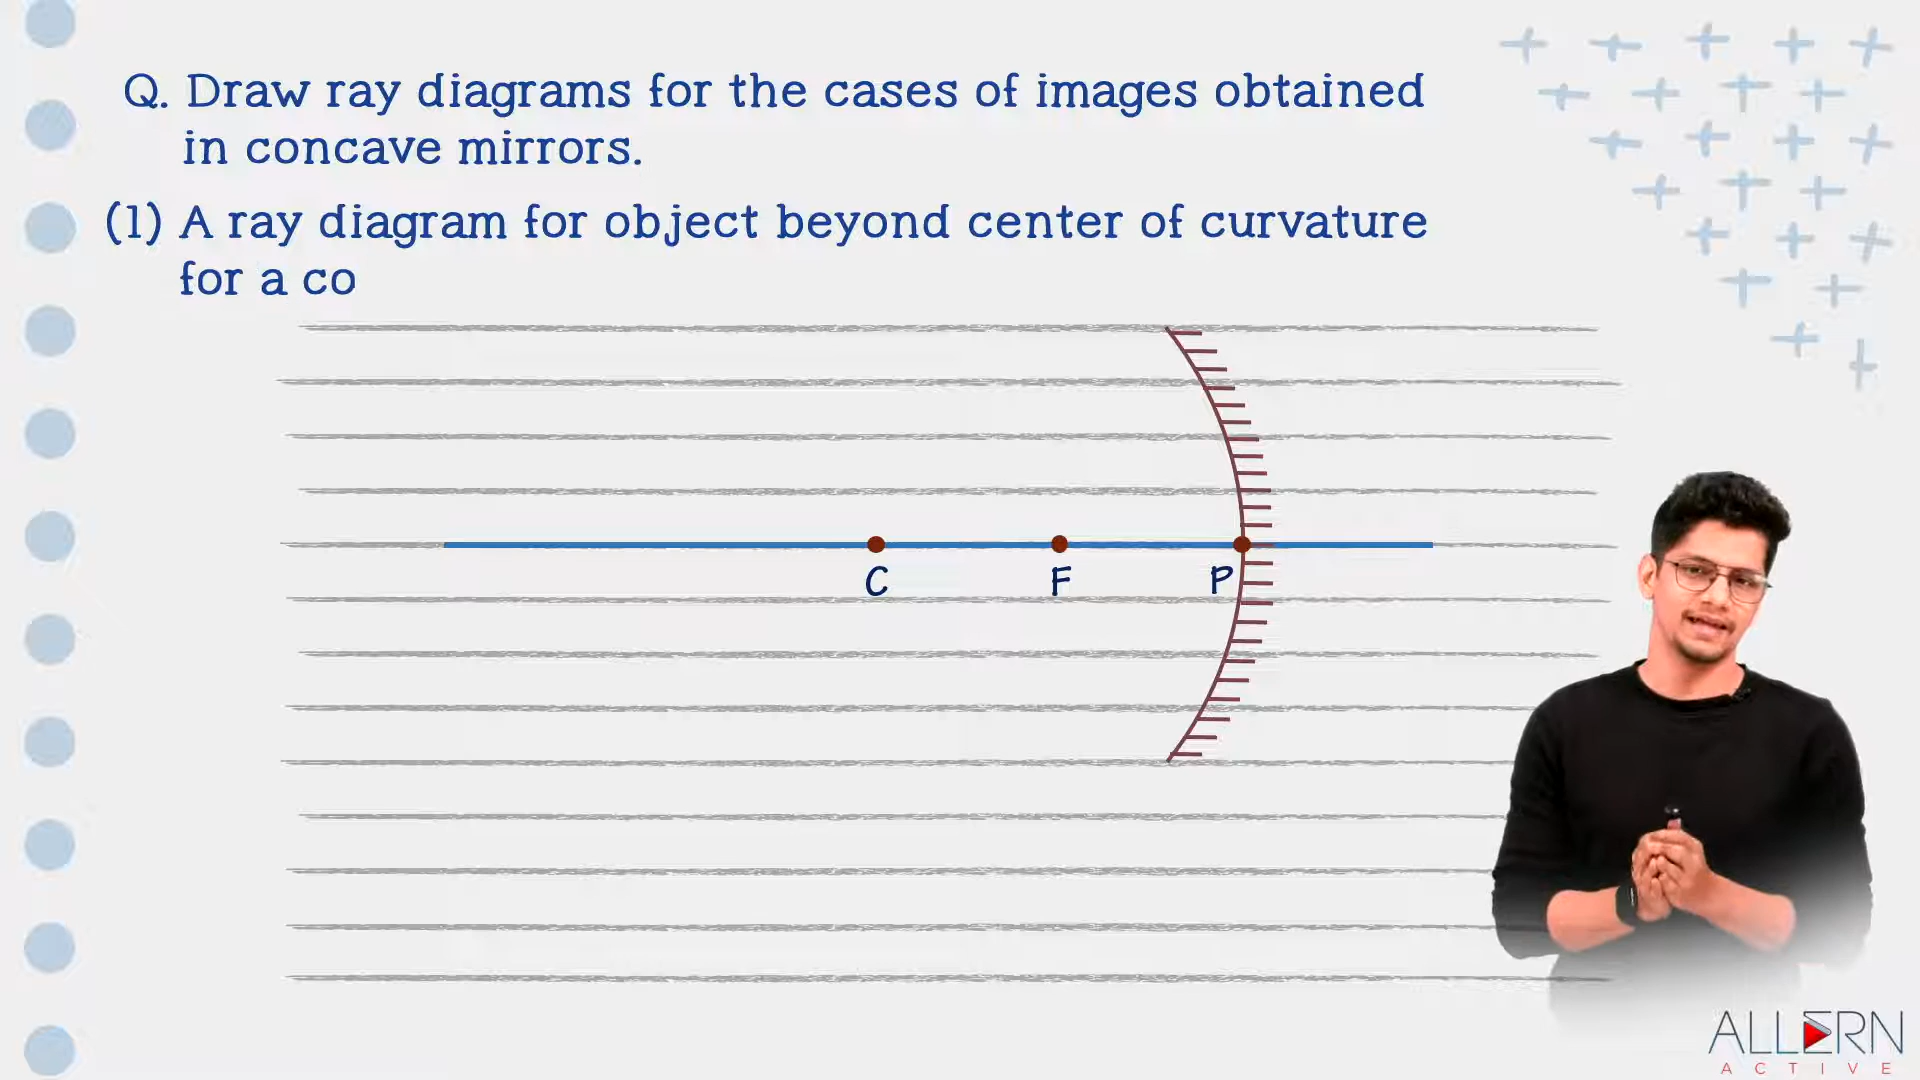 Q. Draw ray diagrams for the cases of images obtained
in concave mirrors.
(1) A ray diagram for object beyond center of curvature
for a co
C F P
ALLERN
ACTIVE